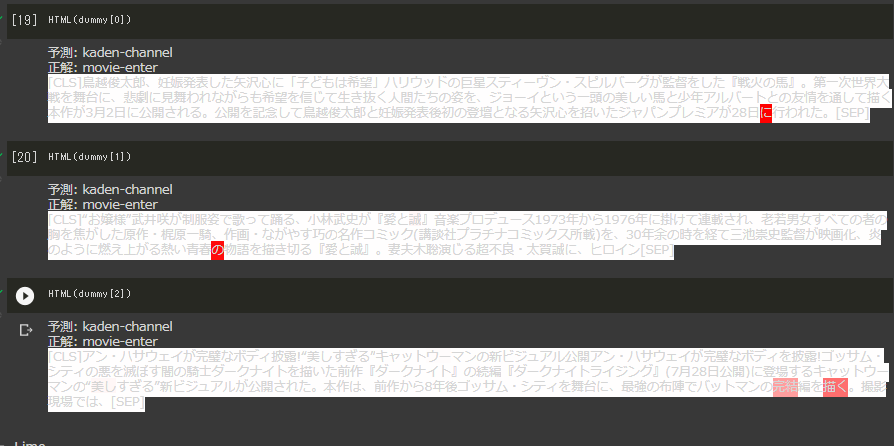 [19] HTML(dummy[0])
予測: kaden-channel
正解: movie-enter
[CLS]鳥越俊太郎、妊娠発表した矢沢心に「子どもは希望」ハリウッドの巨星スティーヴン・スピルバーグが監督をした『戦火の馬』。第一次世界大
戦を舞台に、悲劇に見舞われながらも希望を信じて生き抜く人間たちの姿を、ジョーイという一頭の美しい馬と少年アルバートとの友情を通して描く
本作が3月2日に公開される。公開を記念して鳥越俊太郎と妊娠発表後初の登壇となる矢沢心を招いたジャパンプレミアが28日に行われた。[SEP]
[20] HTML(dummy[1])
予測: kaden-channel
正解: movie-enter
[CLS]“お嬢様”武井咲が制服姿で歌って踊る、小林武史が『愛と誠』音楽プロデュース1973年から1976年に掛けて連載され、老若男女すべての者の
胸を焦がした原作・梶原一騎、作画・ながやす巧の名作コミック(講談社プラチナコミックス所載)を、30年余の時を経て三池崇史監督が映画化、炎
のように燃え上がる熱い青春の物語を描き切る『愛と誠』。妻夫木聡演じる超不良・太賀誠に、ヒロイン[SEP]
HTML(dummy[2])
予測: kaden-channel
正解: movie-enter
[CLS]アン・ハサウェイが完璧なボディ披露!“美しすぎる”キャットウーマンの新ビジュアル公開アン・ハサウェイが完璧なボディを披露!ゴッサム・
シティの悪を滅ぼす闇の騎士ダークナイトを描いた前作『ダークナイト』の続編『ダークナイトライジング』(7月28日公開)に登場するキャットウー
マンの“美しすぎる”新ビジュアルが公開された。本作は、前作から8年後ゴッサム・シティを舞台に、最強の布陣でバットマンの完結編を描く。撮影
現場では、[SEP]
Lime